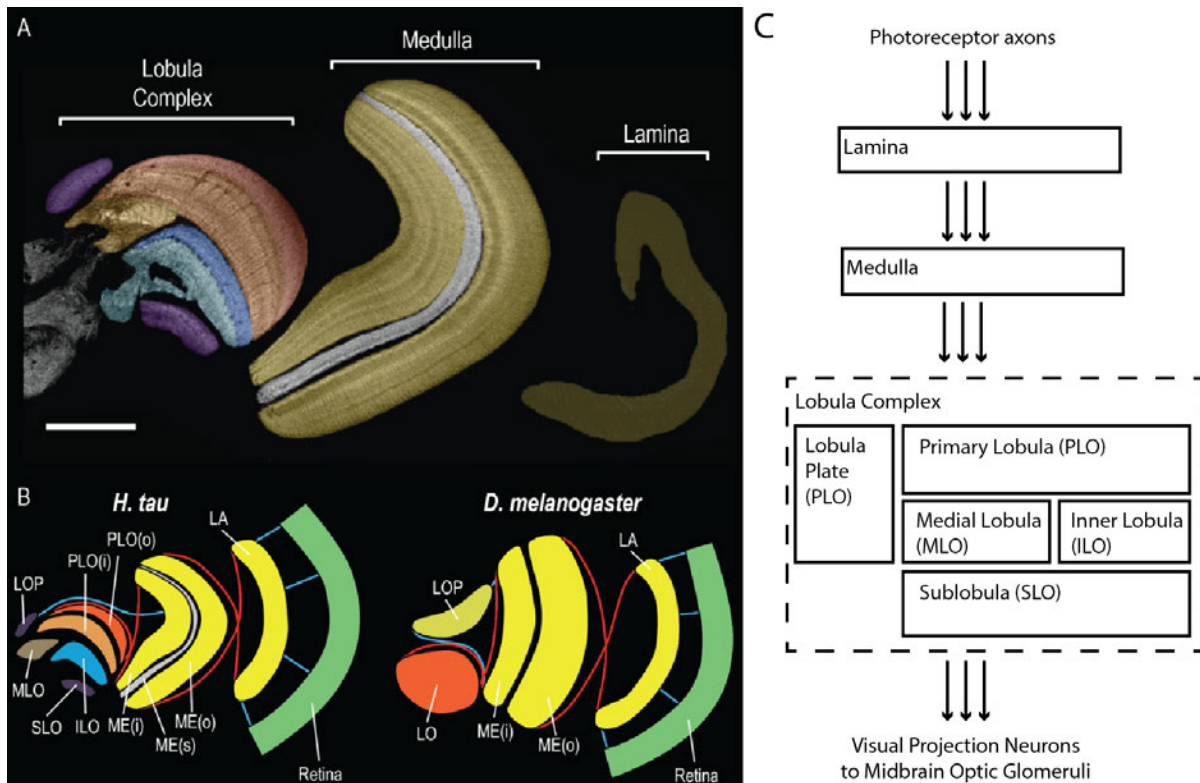 A
Lobula
Complex
Medulla
Lamina
B
H. tau
D. melanogaster
LA
PLO(o)
PLO(i)
LOP
MLO
SLO
ILO
ME(i)
ME(s)
ME(o)
Retina
LA
LOP
LO
ME(i)
ME(o)
Retina
C
Photoreceptor axons
Lamina
Medulla
Lobula Complex
Lobula
Plate
(PLO)
Primary Lobula (PLO)
Medial Lobula
(MLO)
Inner Lobula
(ILO)
Sublobula (SLO)
Visual Projection Neurons
to Midbrain Optic Glomeruli